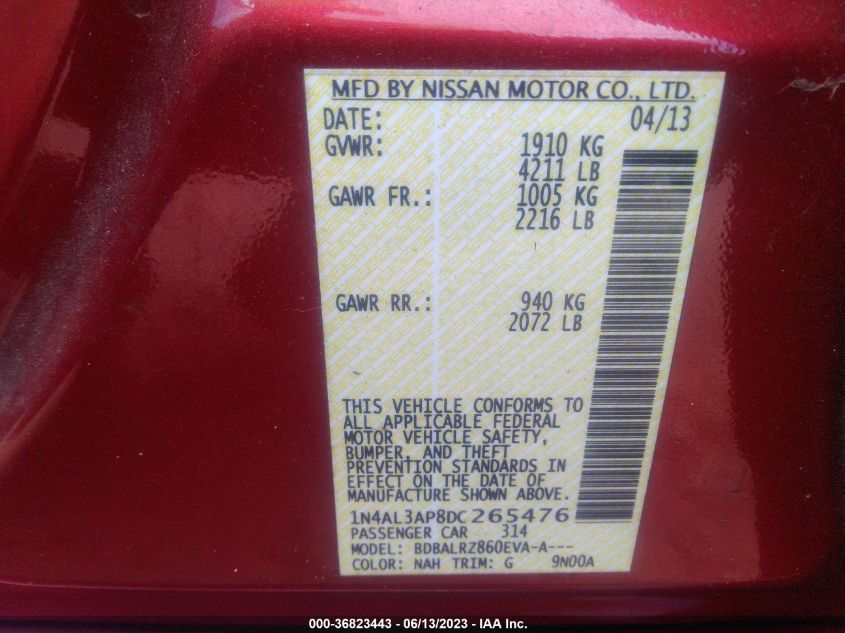 MFD BY NISSAN MOTOR CO., LTD.
DATE: 04/13
GVWR: 1910 KG
4211 LB
GAWR FR.: 1005 KG
2216 LB
GAWR RR.: 940 KG
2072 LB
THIS VEHICLE CONFORMS TO
ALL APPLICABLE FEDERAL
MOTOR VEHICLE SAFETY,
BUMPER, AND THEFT
PREVENTION STANDARDS IN
EFFECT ON THE DATE OF
MANUFACTURE SHOWN ABOVE.
1N4AL3AP8DC265476
PASSENGER CAR 314
MODEL: BDBALRZ860EVA-A---
COLOR: NAH TRIM: G 9N00A
000-36823443 - 06/13/2023 - IAA Inc.